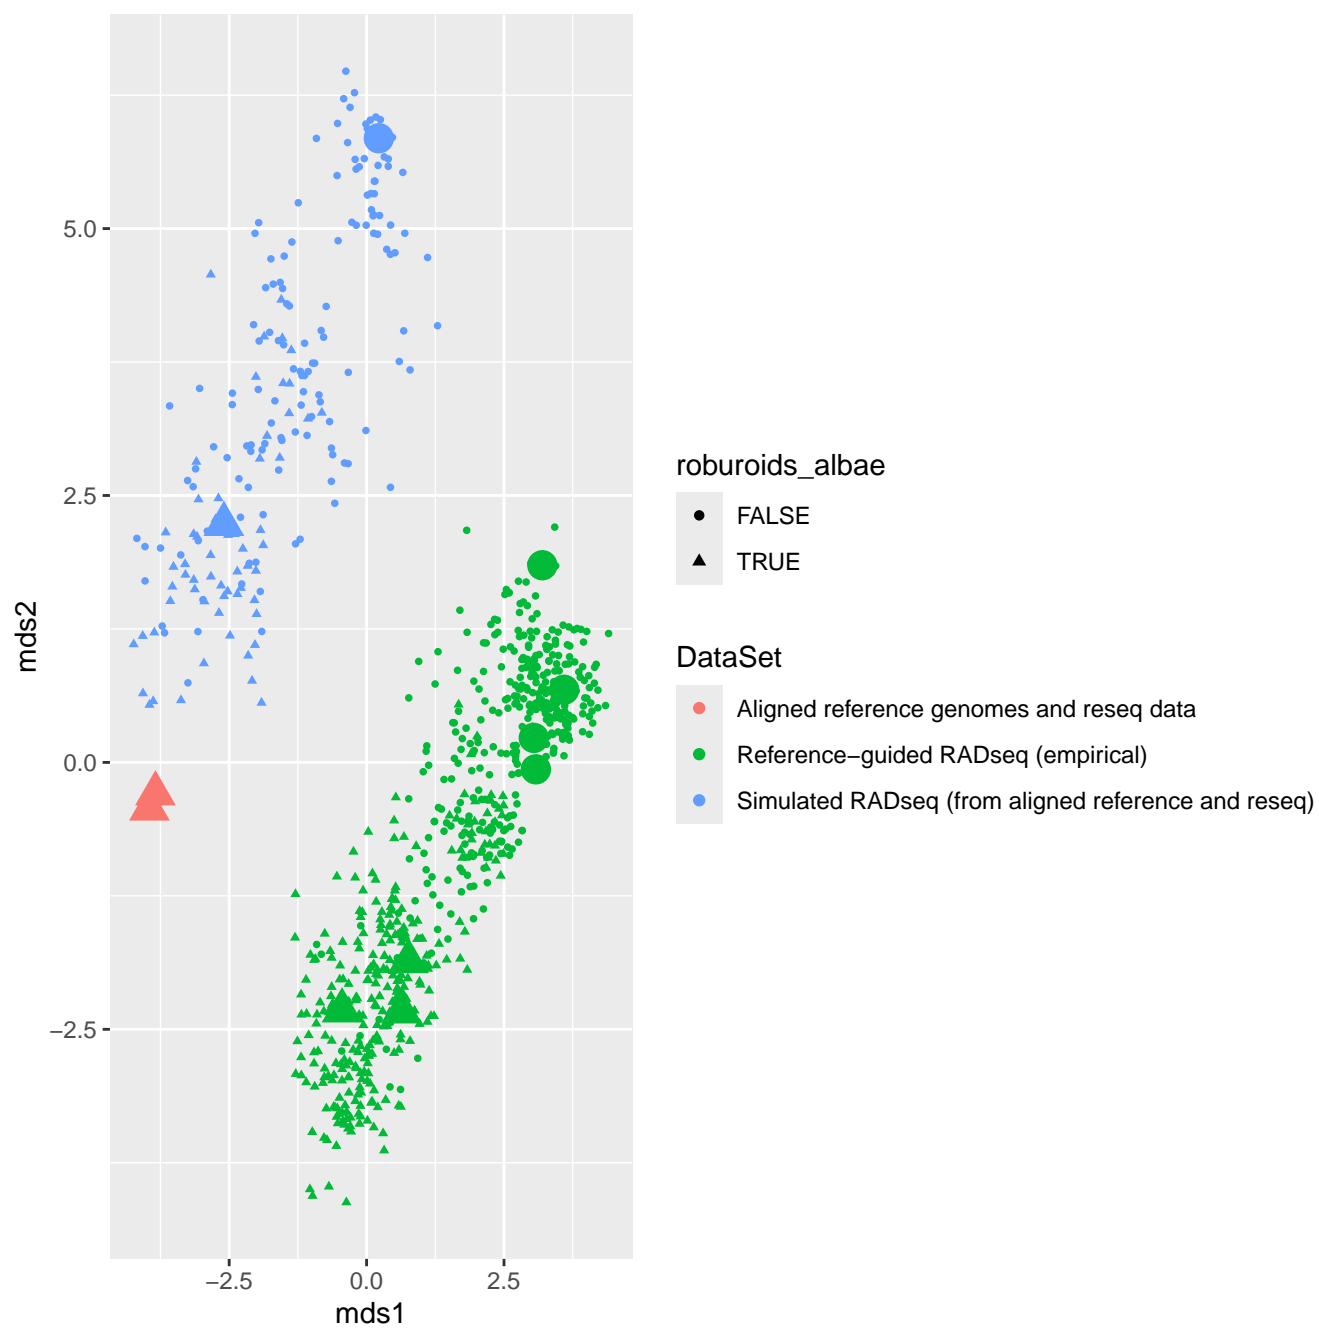 5.0
2.5
0.0
−2.5
−2.5
0.0
2.5
mds1
mds2
roburoids_albae
FALSE
TRUE
DataSet
Aligned reference genomes and reseq data
Reference−guided RADseq (empirical)
Simulated RADseq (from aligned reference and reseq)